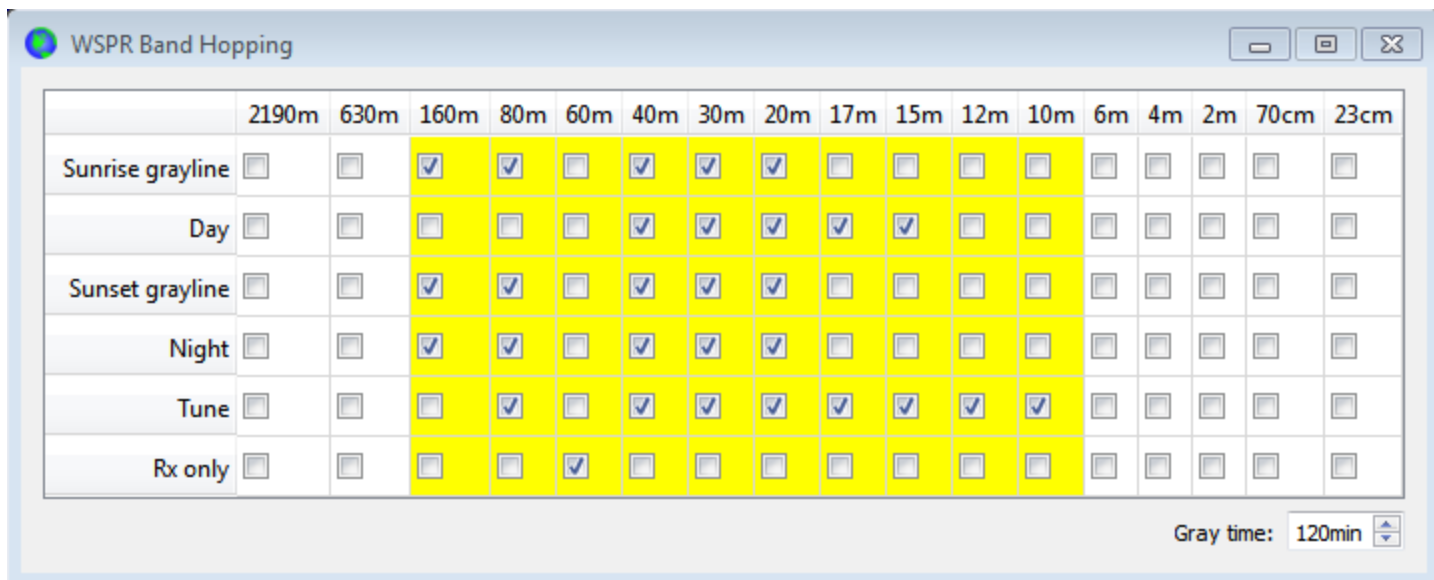 WSPR Band Hopping
2190m 630m 160m 80m 60m 40m 30m 20m 17m 15m 12m 10m 6m 4m 2m 70cm 23cm
Sunrise grayline
Day
Sunset grayline
Night
Tune
Rx only
Gray time: 120min